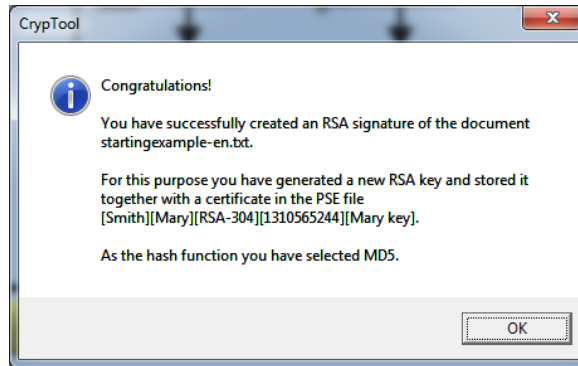 CrypTool
Congratulations!
You have successfully created an RSA signature of the document
startingexample-en.txt.
For this purpose you have generated a new RSA key and stored it
together with a certificate in the PSE file
[Smith][Mary][RSA-304][1310565244][Mary key].
As the hash function you have selected MD5.
OK